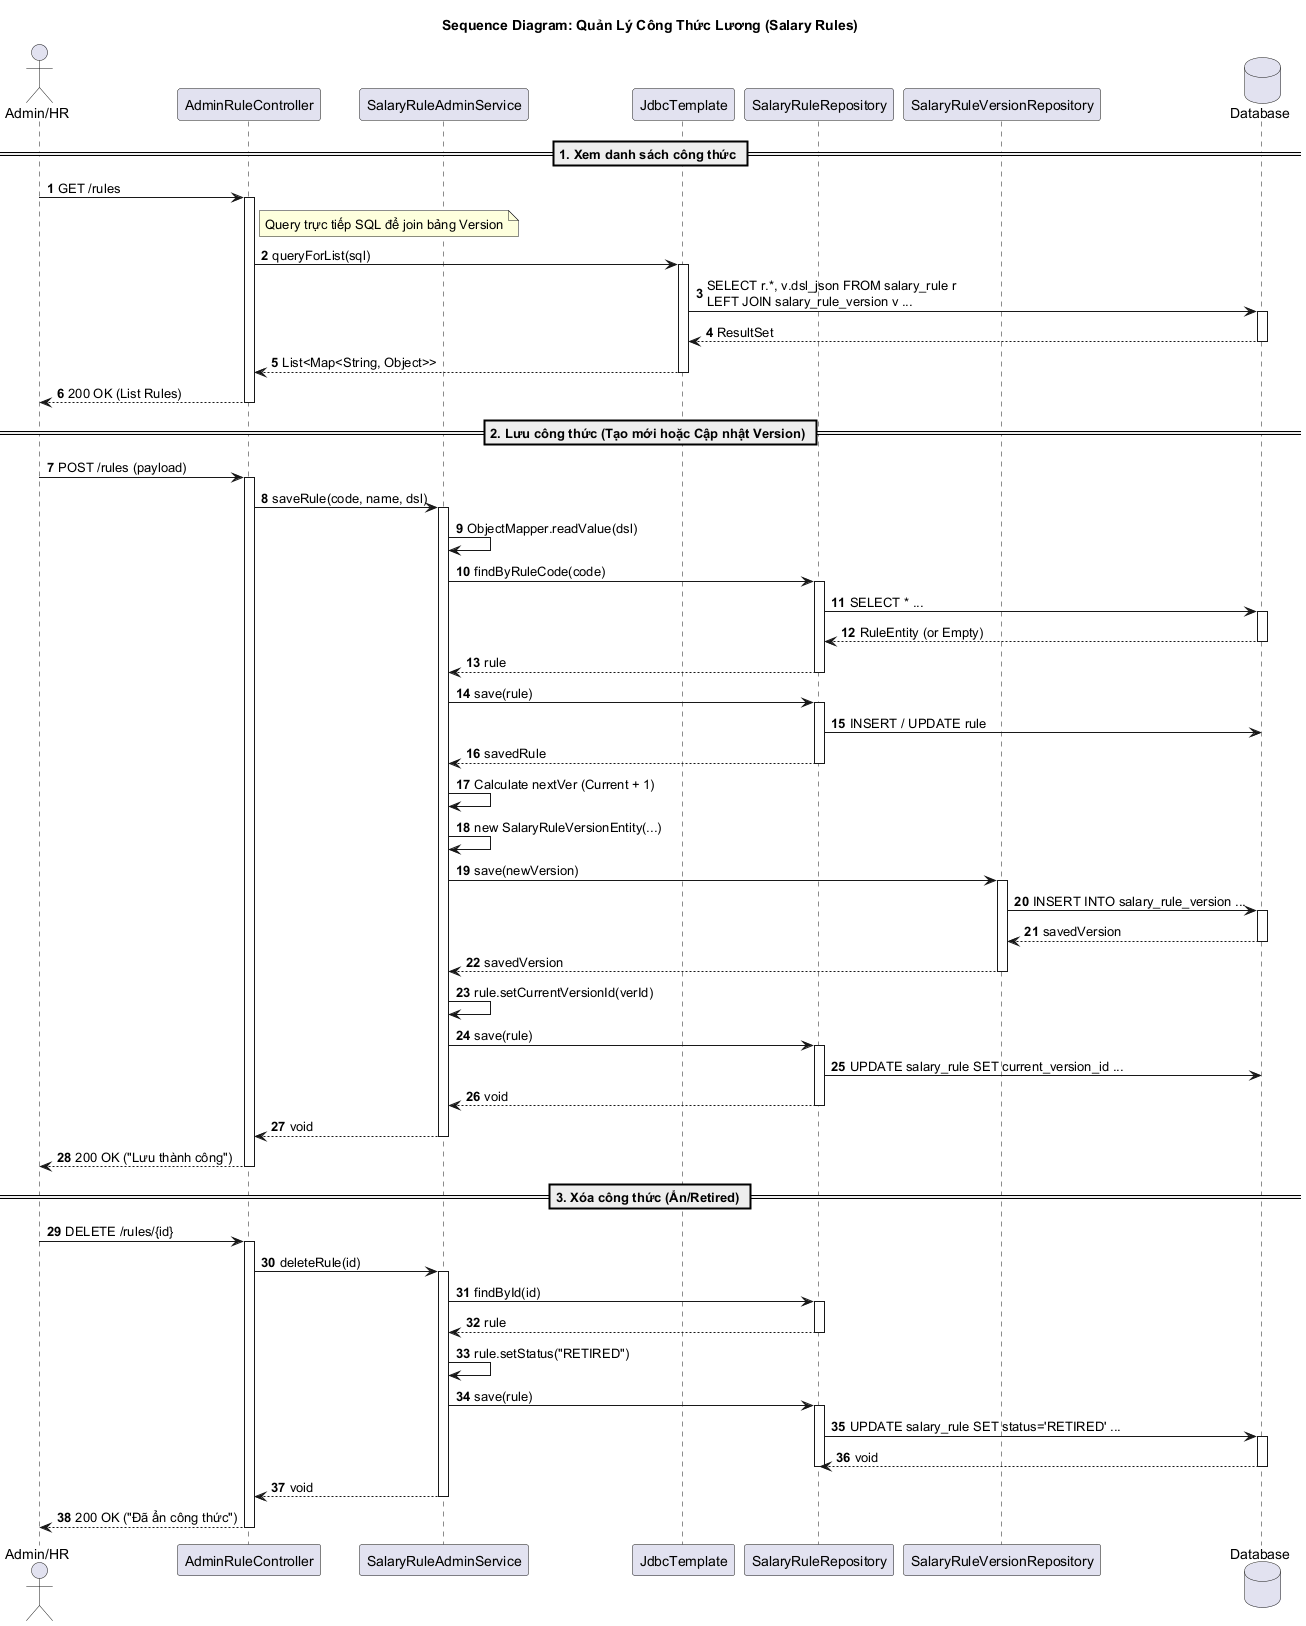 Sequence Diagram: Quản Lý Công Thức Lương (Salary Rules)
Admin/HR
AdminRuleController
SalaryRuleAdminService
JdbcTemplate
SalaryRuleRepository
SalaryRuleVersionRepository
Database
1. Xem danh sách công thức
1 GET /rules
Query trực tiếp SQL để join bảng Version
2 queryForList(sql)
3 SELECT r.*, v.dsl_json FROM salary_rule r
LEFT JOIN salary_rule_version v ...
4 ResultSet
5 List<Map<String, Object>>
6 200 OK (List Rules)
2. Lưu công thức (Tạo mới hoặc Cập nhật Version)
7 POST /rules (payload)
8 saveRule(code, name, dsl)
9 ObjectMapper.readValue(dsl)
10 findByRuleCode(code)
11 SELECT * ...
12 RuleEntity (or Empty)
13 rule
14 save(rule)
15 INSERT / UPDATE rule
16 savedRule
17 Calculate nextVer (Current + 1)
18 new SalaryRuleVersionEntity(...)
19 save(newVersion)
20 INSERT INTO salary_rule_version ...
21 savedVersion
22 savedVersion
23 rule.setCurrentVersionId(verId)
24 save(rule)
25 UPDATE salary_rule SET current_version_id ...
26 void
27 void
28 200 OK ("Lưu thành công")
3. Xóa công thức (Ẩn/Retired)
29 DELETE /rules/{id}
30 deleteRule(id)
31 findById(id)
32 rule
33 rule.setStatus("RETIRED")
34 save(rule)
35 UPDATE salary_rule SET status='RETIRED' ...
36 void
37 void
38 200 OK ("Đã ẩn công thức")
Admin/HR
AdminRuleController
SalaryRuleAdminService
JdbcTemplate
SalaryRuleRepository
SalaryRuleVersionRepository
Database